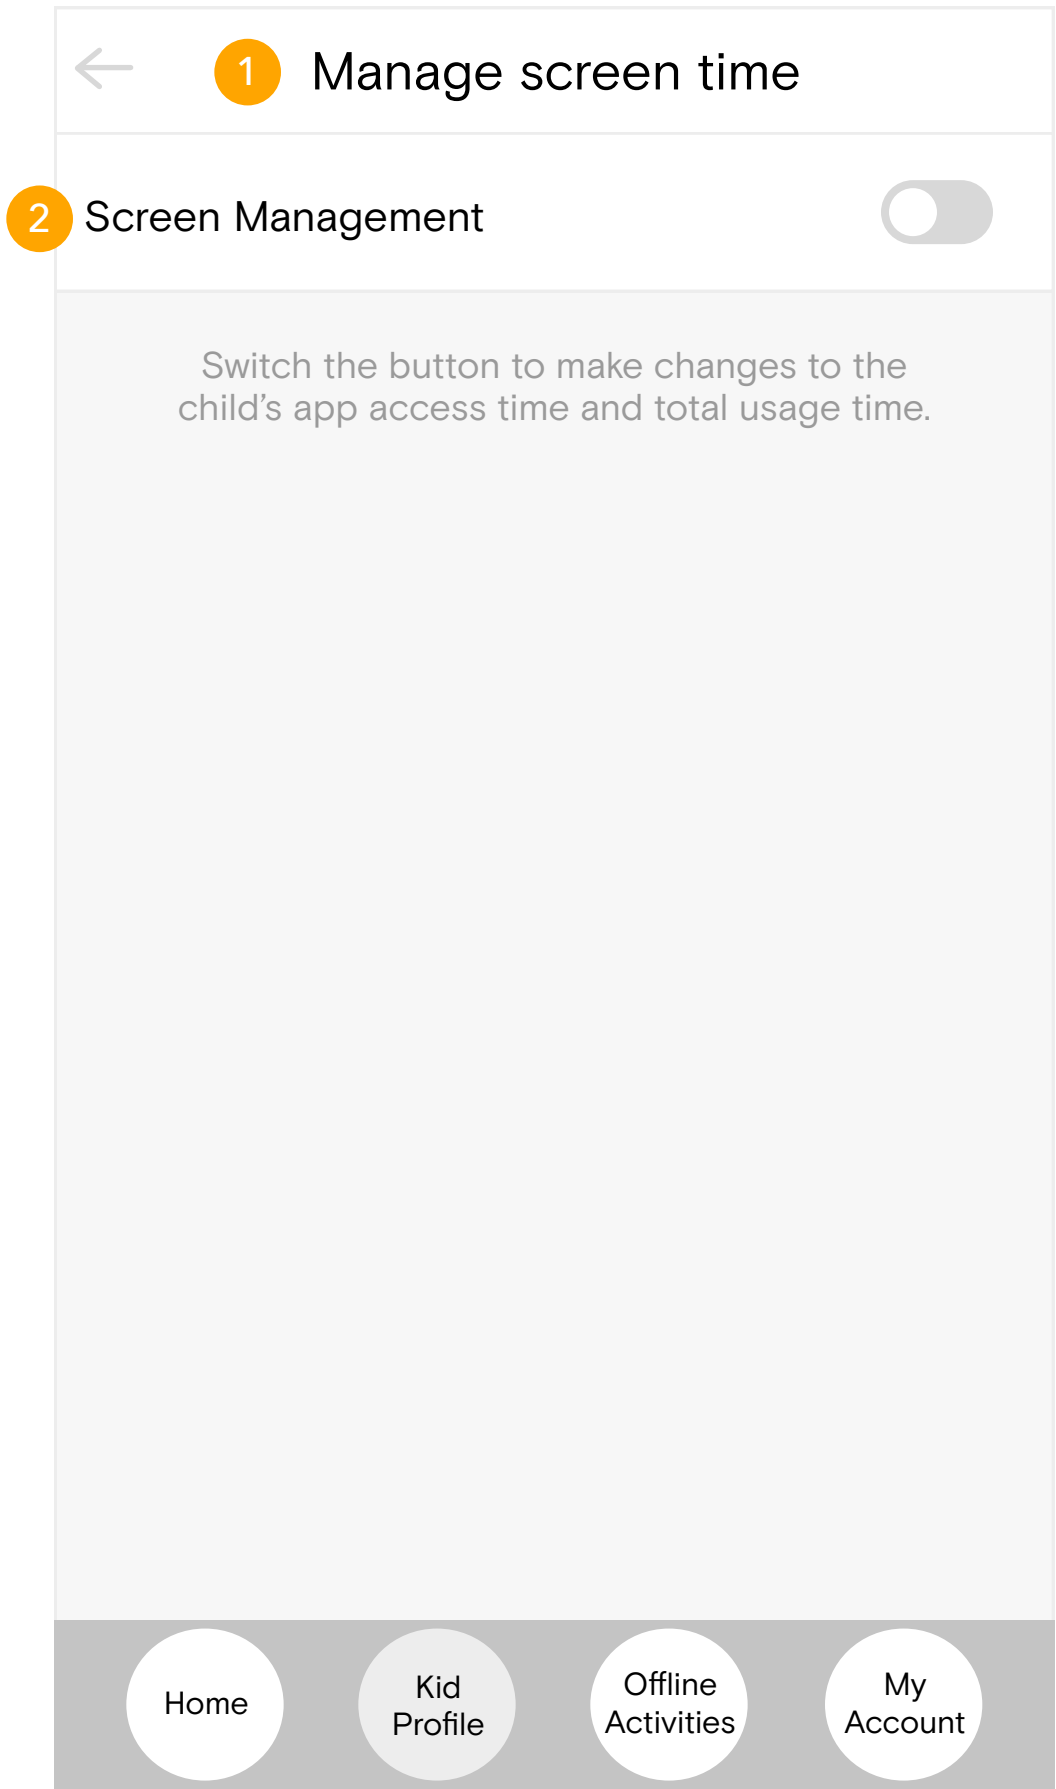 1 Manage screen time
2 Screen Management
Switch the button to make changes to the
child’s app access time and total usage time.
Home
Kid
Profile
Offline
Activities
My
Account